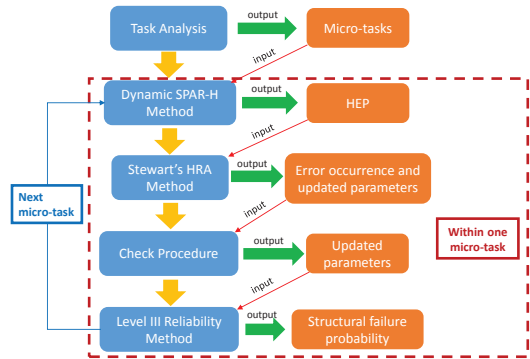 Task Analysis
output
Micro-tasks
input
Dynamic SPAR-H
Method
output
HEP
input
Stewart's HRA
Method
output
Error occurrence and
updated parameters
Next
micro-task
input
Within one
micro-task
Check Procedure
output
Updated
parameters
input
Level III Reliability
Method
output
Structural failure
probability